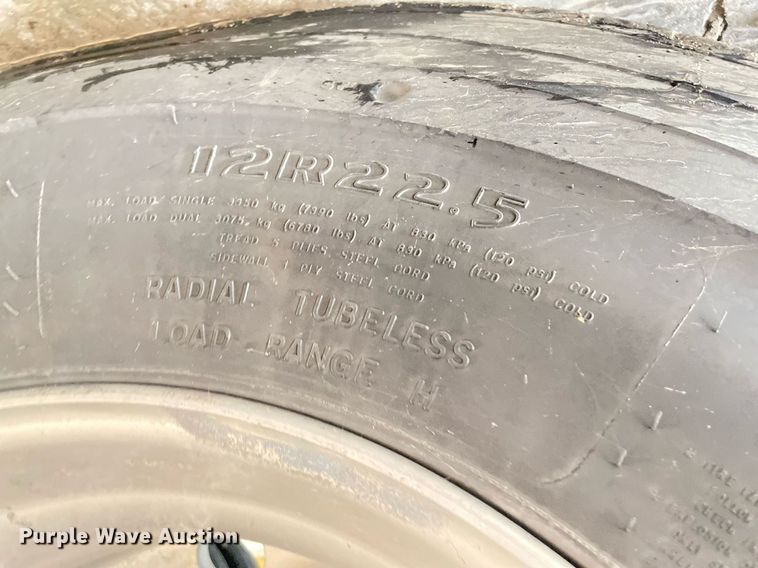 12R22.5
MAX. LOAD SINGLE 3350 kg (7390 lbs) AT 830 kPa (120 psi) COLD
MAX. LOAD DUAL 3075 kg (6780 lbs) AT 830 kPa (120 psi) COLD
TREAD 5 PLIES STEEL CORD
SIDEWALL 1 PLY STEEL CORD
RADIAL TUBELESS
LOAD RANGE H
Purple Wave Auction